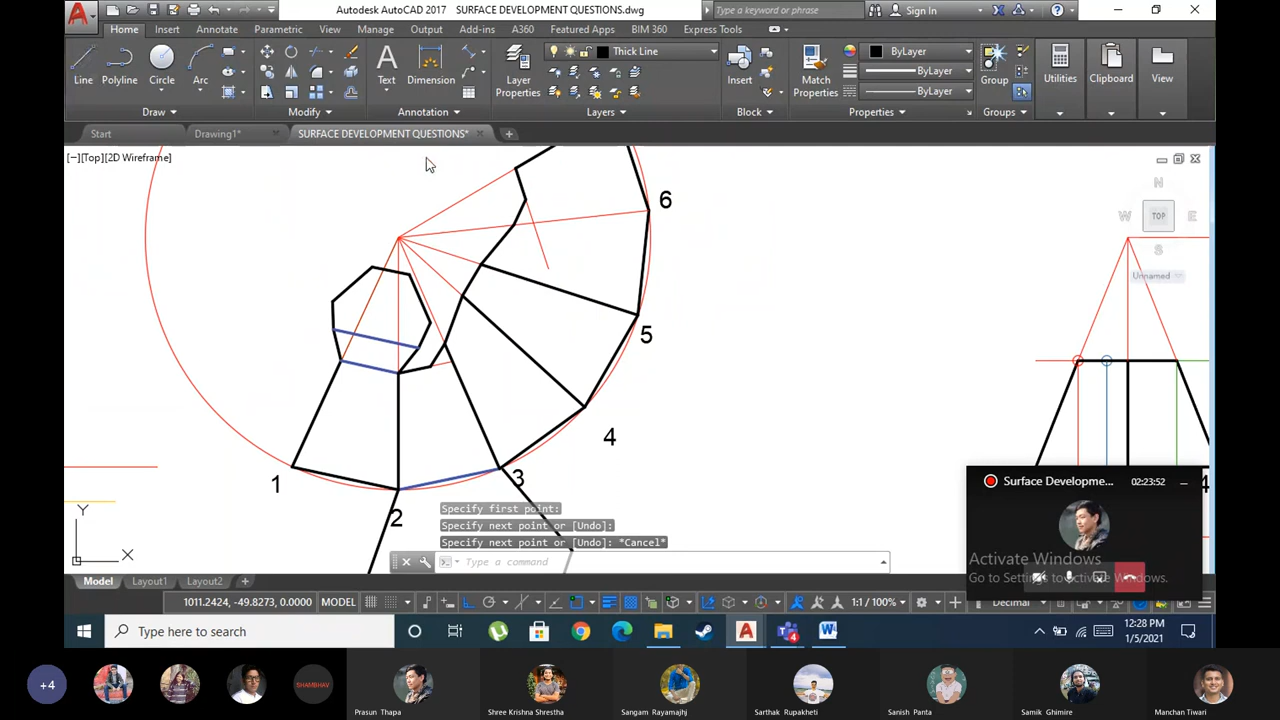 Autodesk AutoCAD 2017 SURFACE DEVELOPMENT QUESTIONS.dwg
Type a keyword or phrase
Sign In
Home Insert Annotate Parametric View Manage Output Add-ins A360 Featured Apps BIM 360 Express Tools
Line Polyline Circle Arc
Text Dimension
Layer Properties
Thick Line
Insert
Match Properties
ByLayer
ByLayer
ByLayer
Group
Utilities
Clipboard
View
Draw Modify Annotation Layers Block Properties Groups
Start Drawing1* SURFACE DEVELOPMENT QUESTIONS*
[−][Top][2D Wireframe]
N
W TOP E
S
Unnamed
6
5
4
3
1
2
4
Y
X
Surface Developme... 02:23:52
Specify first point:
Specify next point or [Undo]:
Specify next point or [Undo]: *Cancel*
Type a command
Activate Windows
Go to Settings to activate Windows.
Model Layout1 Layout2
1011.2424, -49.8273, 0.0000 MODEL
1:1 / 100%
Decimal
Type here to search
12:28 PM
1/5/2021
+4
SHAMBHAV
Prasun Thapa
Shree Krishna Shrestha
Sangam Rayamajhj
Sarthak Rupakheti
Sanish Panta
Samik Ghimire
Manchan Tiwari